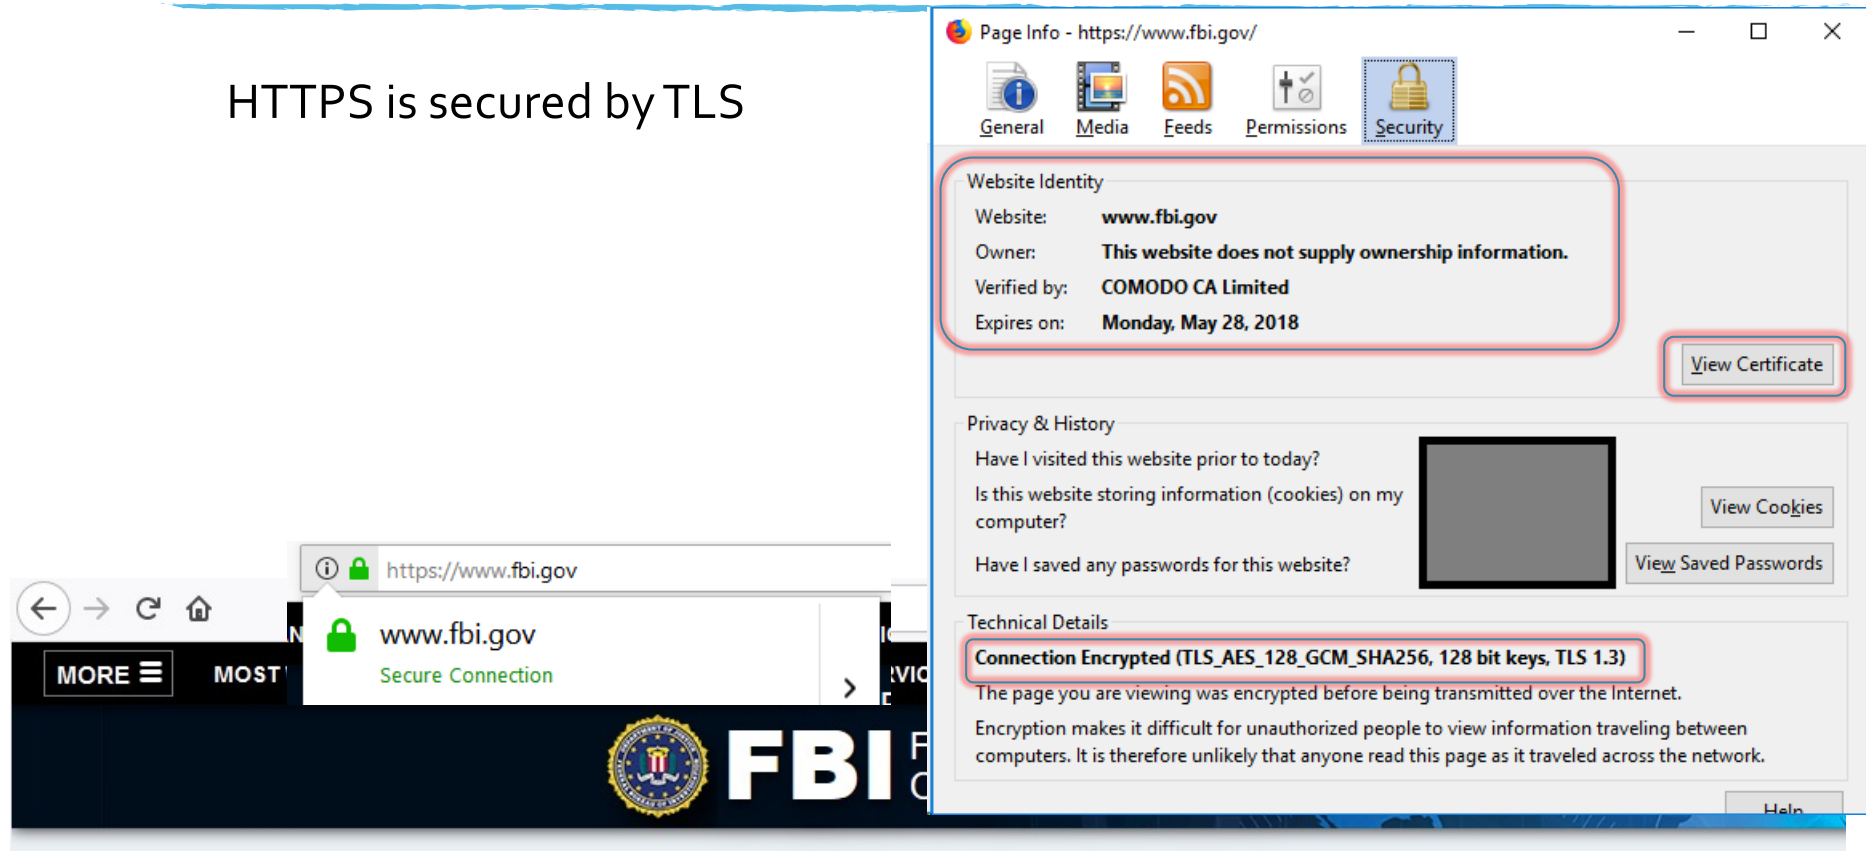 HTTPS is secured by TLS
Page Info - https://www.fbi.gov/
General Media Feeds Permissions Security
Website Identity
Website: www.fbi.gov
Owner: This website does not supply ownership information.
Verified by: COMODO CA Limited
Expires on: Monday, May 28, 2018
View Certificate
Privacy & History
Have I visited this website prior to today?
Is this website storing information (cookies) on my
computer?
View Cookies
Have I saved any passwords for this website?
View Saved Passwords
Technical Details
Connection Encrypted (TLS_AES_128_GCM_SHA256, 128 bit keys, TLS 1.3)
The page you are viewing was encrypted before being transmitted over the Internet.
Encryption makes it difficult for unauthorized people to view information traveling between
computers. It is therefore unlikely that anyone read this page as it traveled across the network.
Help
https://www.fbi.gov
www.fbi.gov
Secure Connection
MORE MOST
FBI